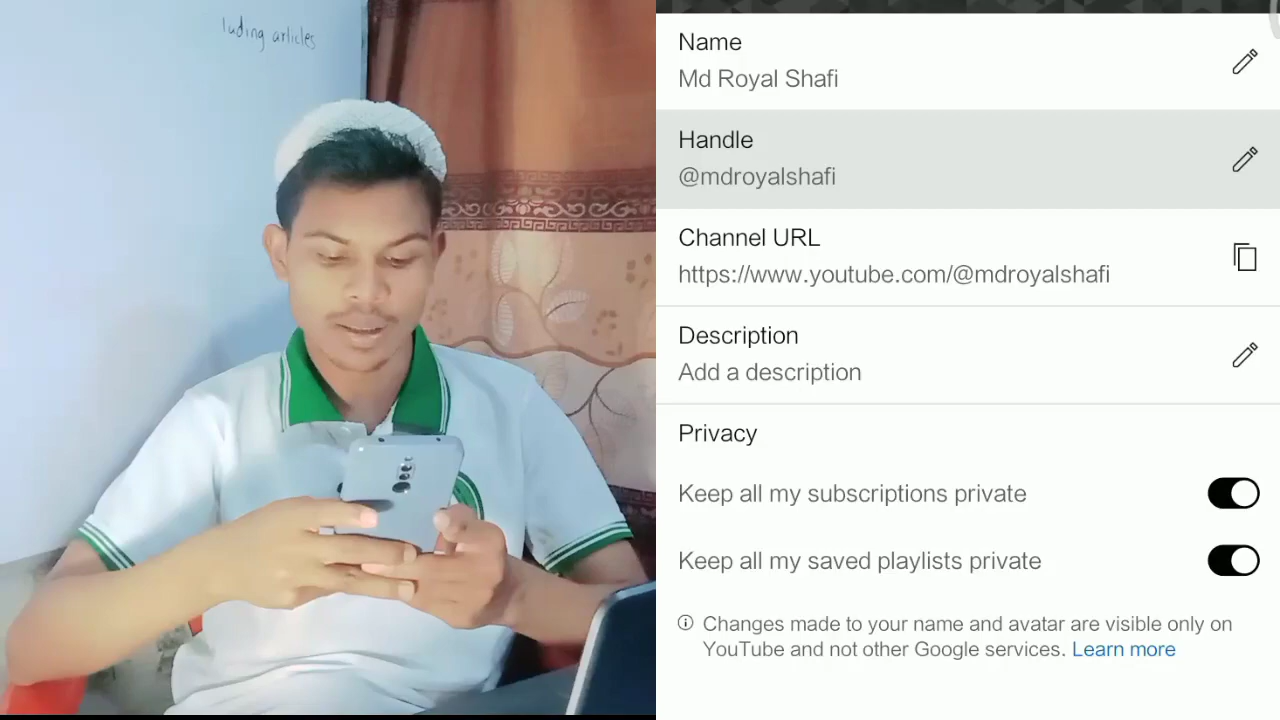 luding articles
Name
Md Royal Shafi
Handle
@mdroyalshafi
Channel URL
https://www.youtube.com/@mdroyalshafi
Description
Add a description
Privacy
Keep all my subscriptions private
Keep all my saved playlists private
Changes made to your name and avatar are visible only on
YouTube and not other Google services. Learn more